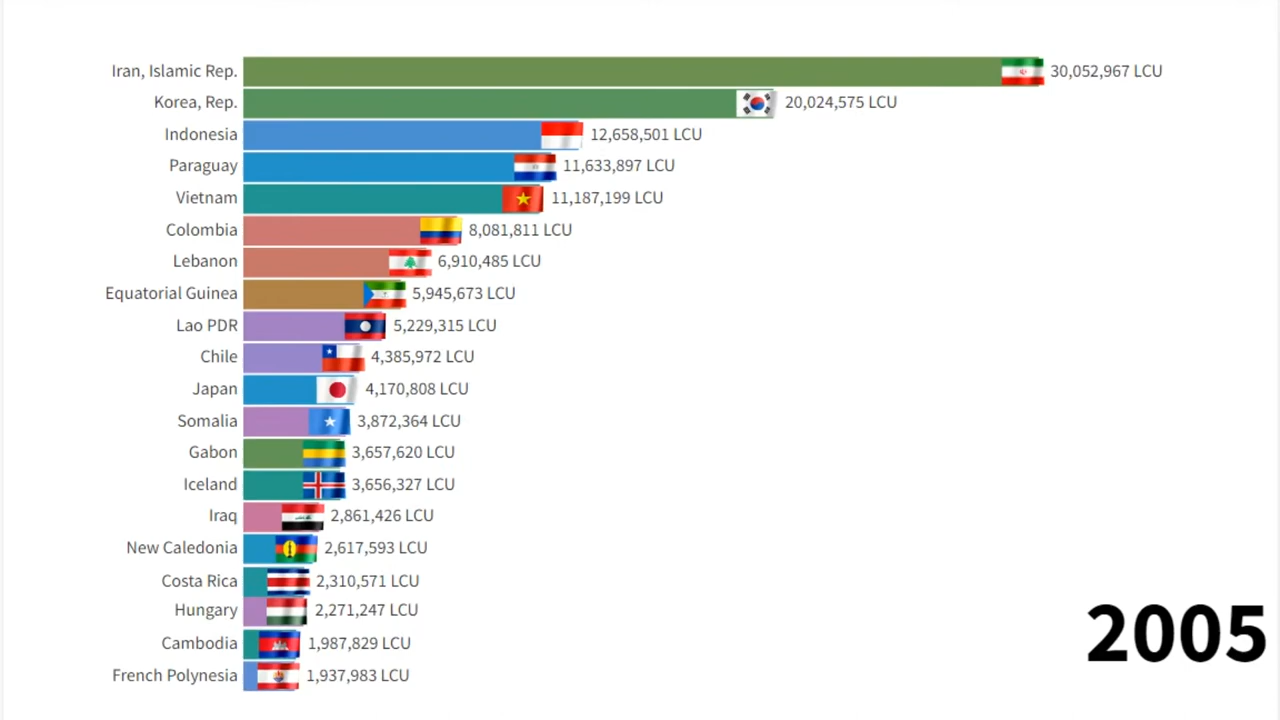 Iran, Islamic Rep. 30,052,967 LCU
Korea, Rep. 20,024,575 LCU
Indonesia 12,658,501 LCU
Paraguay 11,633,897 LCU
Vietnam 11,187,199 LCU
Colombia 8,081,811 LCU
Lebanon 6,910,485 LCU
Equatorial Guinea 5,945,673 LCU
Lao PDR 5,229,315 LCU
Chile 4,385,972 LCU
Japan 4,170,808 LCU
Somalia 3,872,364 LCU
Gabon 3,657,620 LCU
Iceland 3,656,327 LCU
Iraq 2,861,426 LCU
New Caledonia 2,617,593 LCU
Costa Rica 2,310,571 LCU
Hungary 2,271,247 LCU
Cambodia 1,987,829 LCU
French Polynesia 1,937,983 LCU
2005